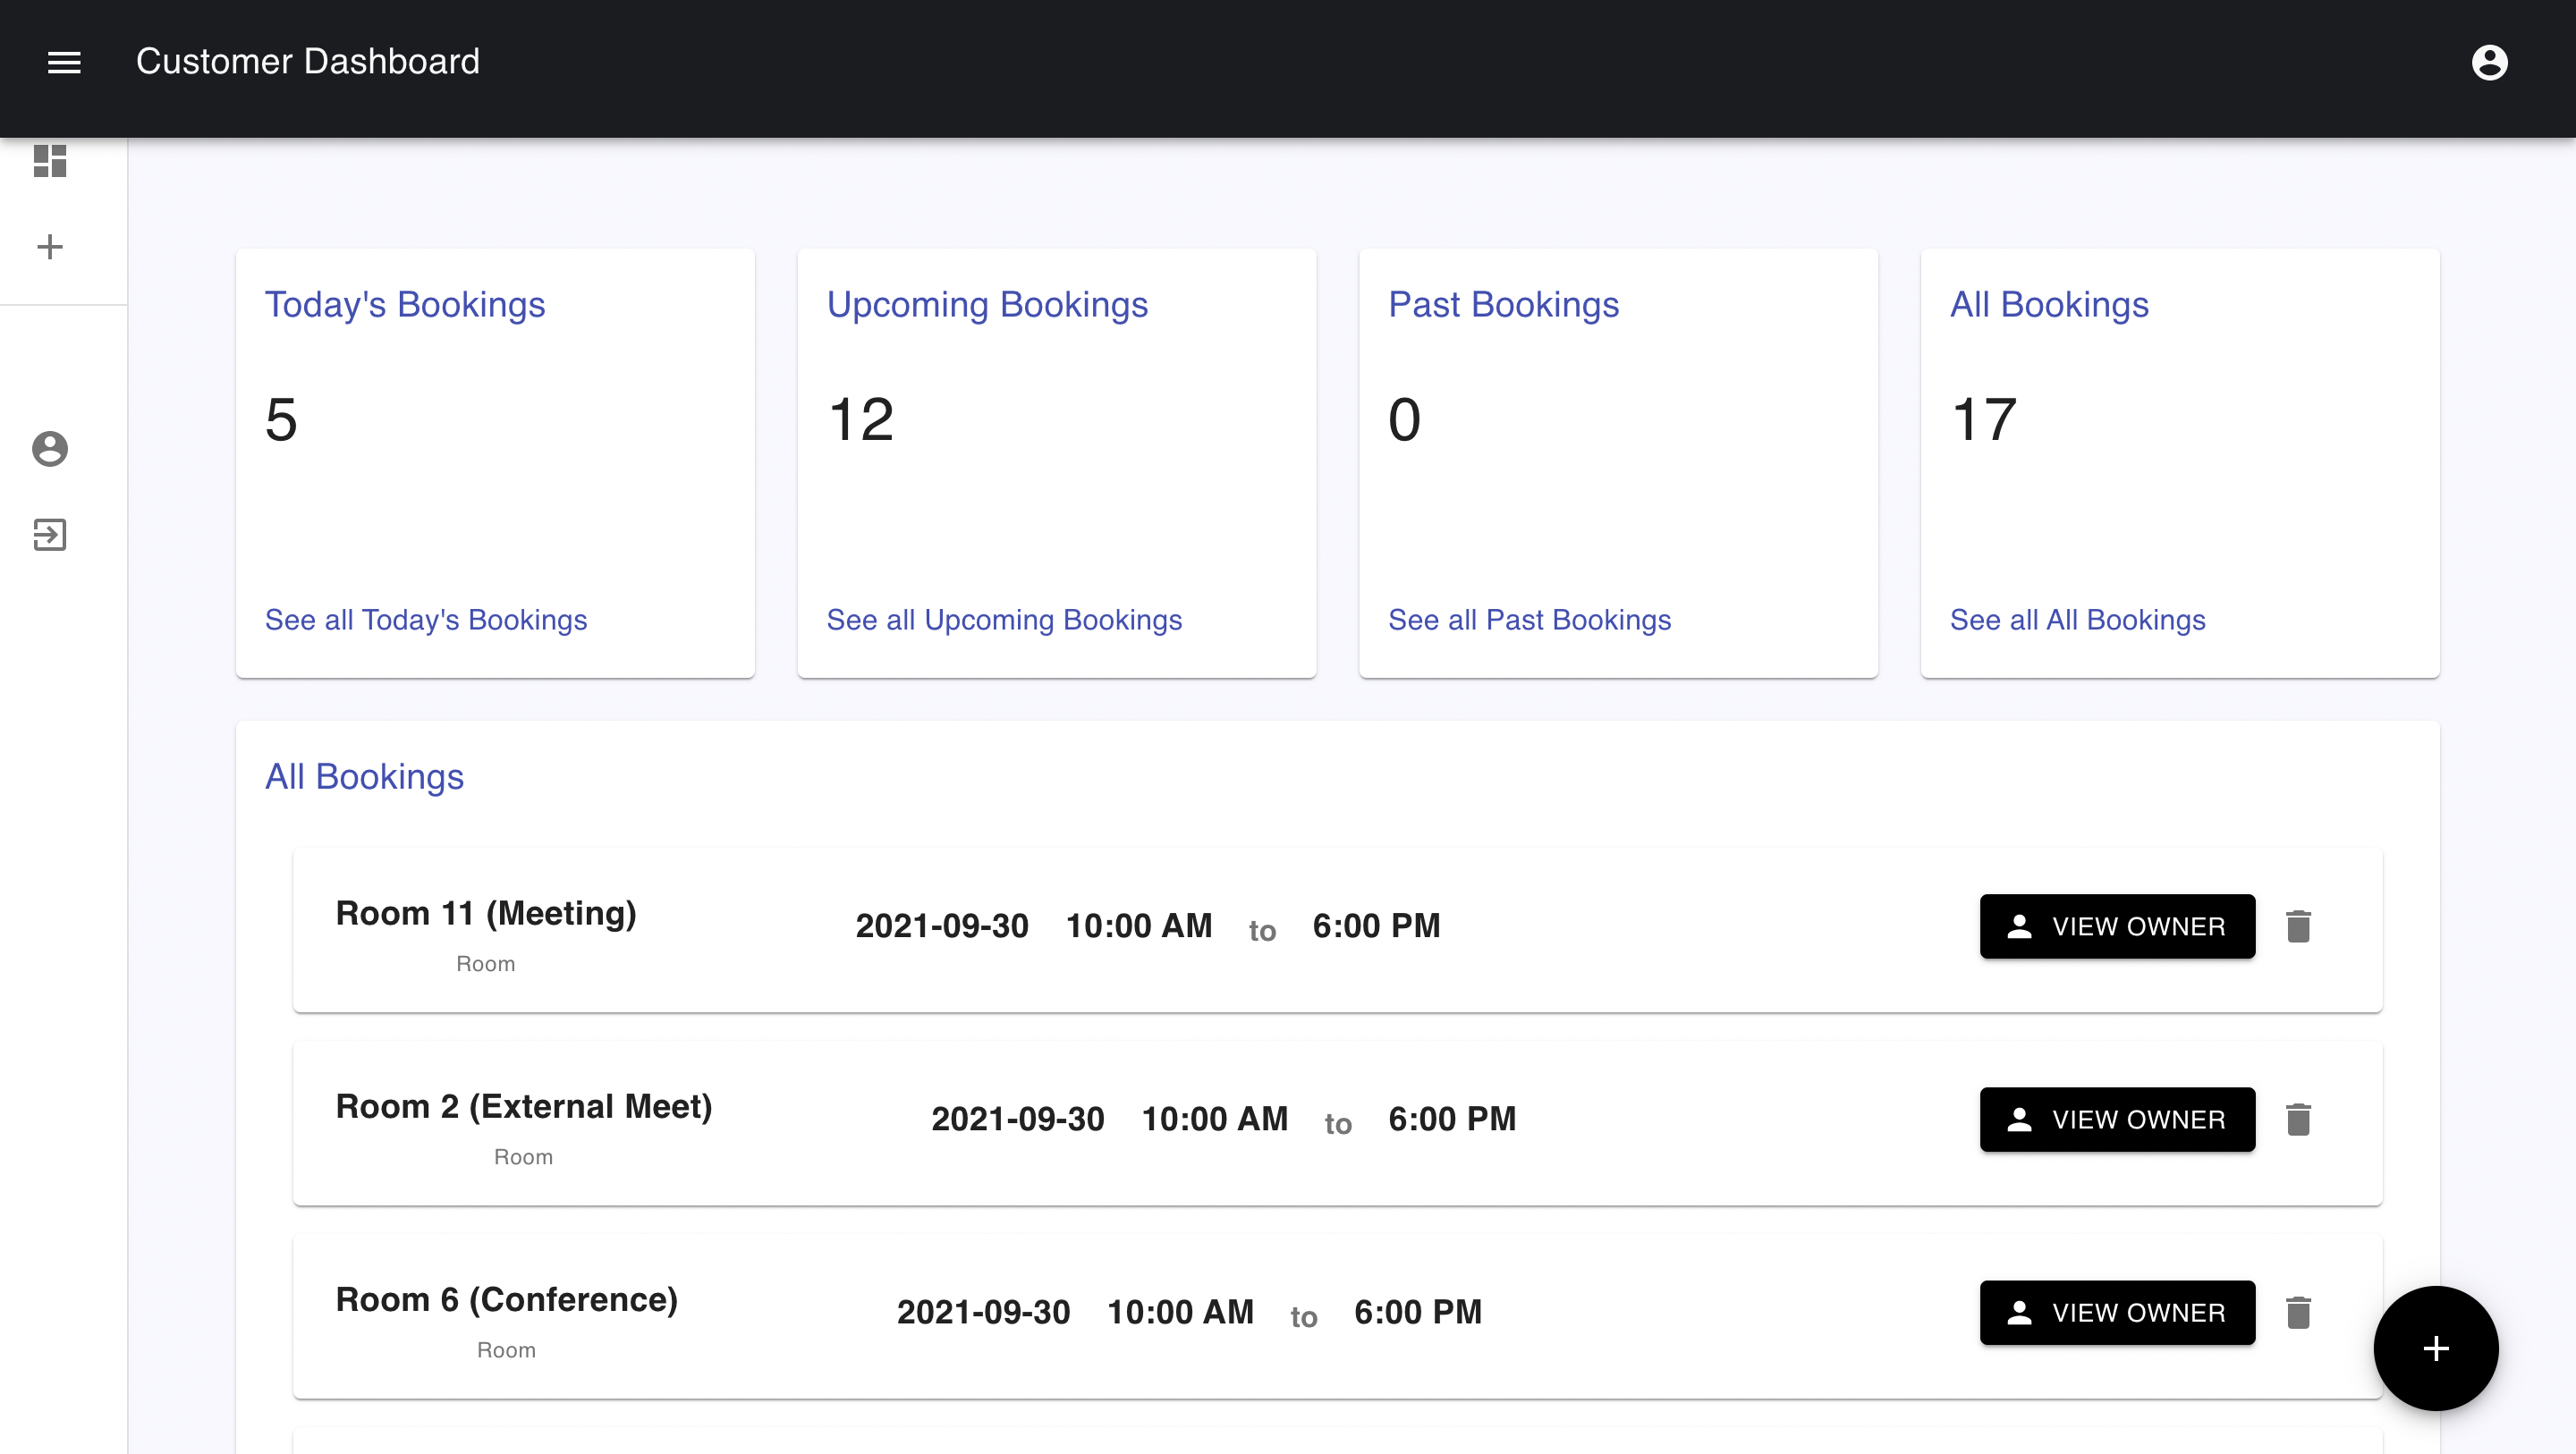 Customer Dashboard
Today's Bookings
5
See all Today's Bookings
Upcoming Bookings
12
See all Upcoming Bookings
Past Bookings
0
See all Past Bookings
All Bookings
17
See all All Bookings
All Bookings
Room 11 (Meeting)
Room
2021-09-30 10:00 AM to 6:00 PM
VIEW OWNER
Room 2 (External Meet)
Room
2021-09-30 10:00 AM to 6:00 PM
VIEW OWNER
Room 6 (Conference)
Room
2021-09-30 10:00 AM to 6:00 PM
VIEW OWNER